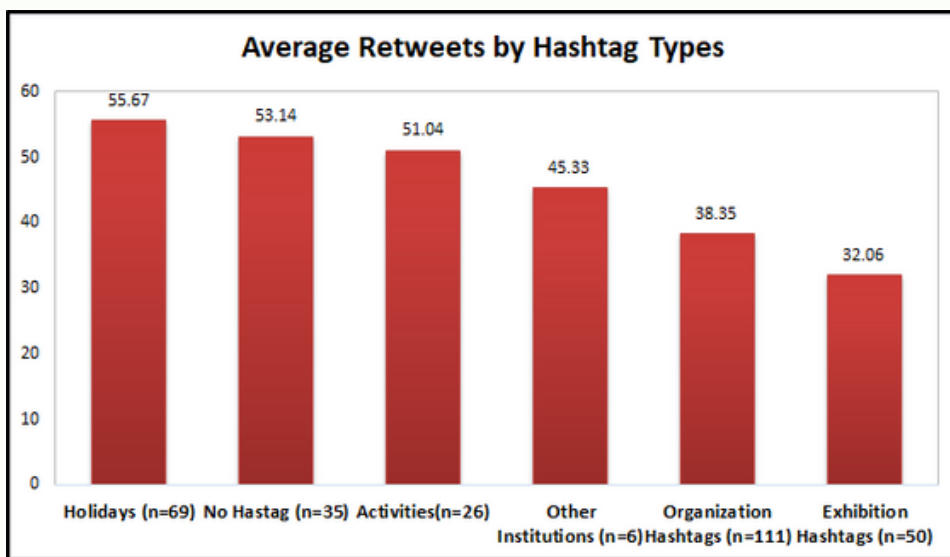 Average Retweets by Hashtag Types
60
50
40
30
20
10
0
55.67
53.14
51.04
45.33
38.35
32.06
Holidays (n=69)
No Hastag (n=35)
Activities(n=26)
Other
Institutions (n=6)
Organization
Hashtags (n=111)
Exhibition
Hashtags (n=50)